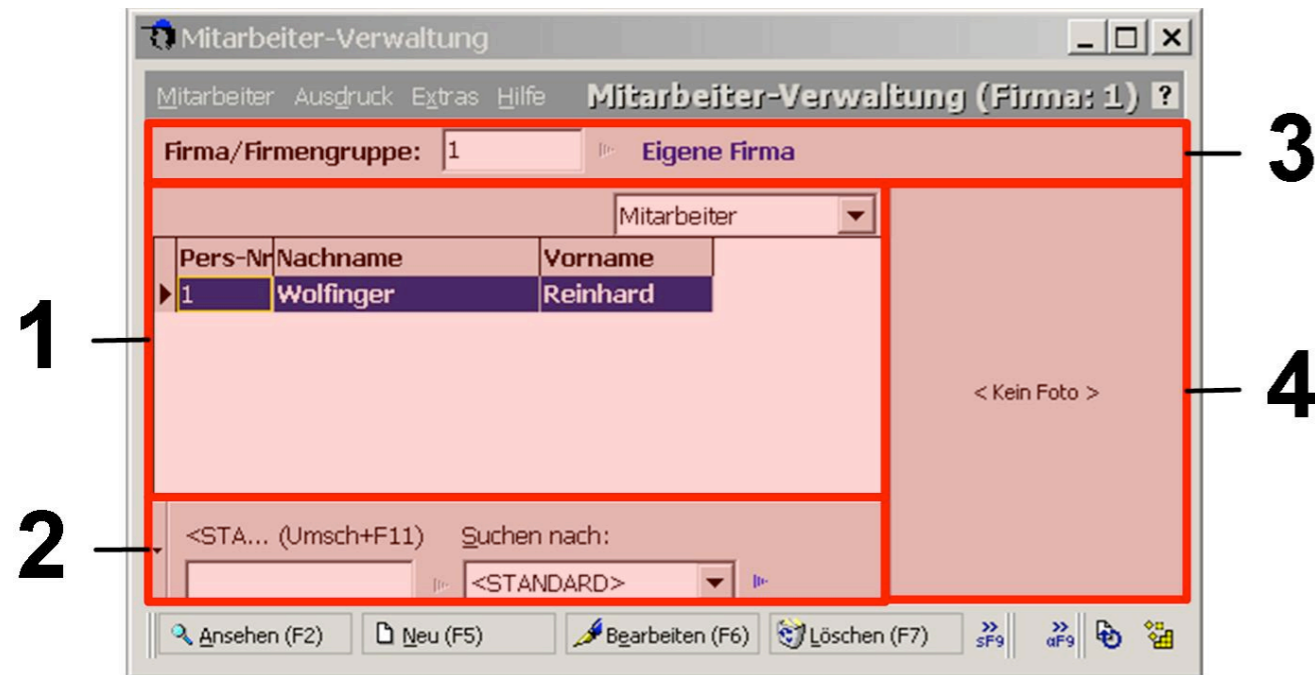 Mitarbeiter-Verwaltung
Mitarbeiter Ausdruck Extras Hilfe Mitarbeiter-Verwaltung (Firma: 1) ?
3
Firma/Firmengruppe: 1 Eigene Firma
Mitarbeiter
Pers-Nr Nachname Vorname
1 Wolfinger Reinhard
1
< Kein Foto >
4
2
<STA... (Umsch+F11) Suchen nach:
<STANDARD>
Ansehen (F2) Neu (F5) Bearbeiten (F6) Löschen (F7) >> sF9 >> αF9